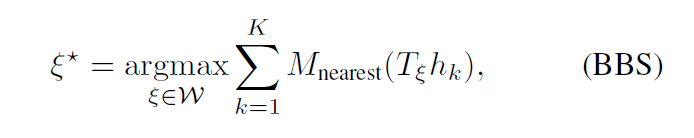 ξ⋆ = argmax_{ξ∈𝒲} ∑_{k=1}^{K} M_nearest(T_ξ h_k), (BBS)